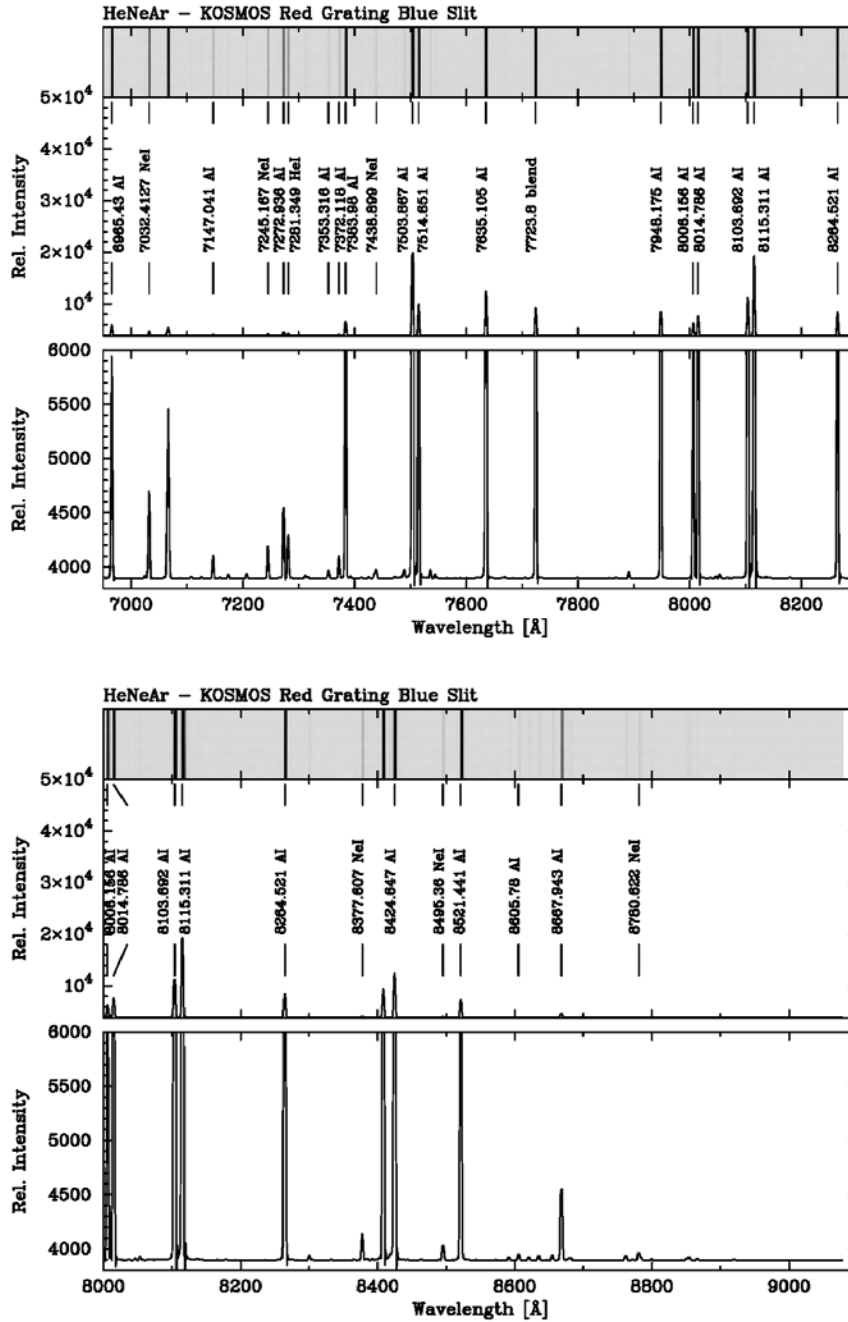 HeNeAr – KOSMOS Red Grating Blue Slit
5×10⁴
4×10⁴
3×10⁴
2×10⁴
10⁴
Rel. Intensity
6965.43 AI
7032.4127 NeI
7147.041 AI
7245.167 NeI
7272.936 AI
7281.349 HeI
7353.316 AI
7372.118 AI
7383.98 AI
7438.899 NeI
7503.867 AI
7514.651 AI
7635.105 AI
7723.8 blend
7948.175 AI
8006.156 AI
8014.786 AI
8103.692 AI
8115.311 AI
8264.521 AI
6000
5500
5000
4500
4000
Rel. Intensity
7000 7200 7400 7600 7800 8000 8200
Wavelength [Å]
HeNeAr – KOSMOS Red Grating Blue Slit
5×10⁴
4×10⁴
3×10⁴
2×10⁴
10⁴
Rel. Intensity
8006.156 AI
8014.786 AI
8103.692 AI
8115.311 AI
8264.521 AI
8377.607 NeI
8424.647 AI
8495.36 NeI
8521.441 AI
8605.78 AI
8667.943 AI
8780.622 NeI
6000
5500
5000
4500
4000
Rel. Intensity
8000 8200 8400 8600 8800 9000
Wavelength [Å]